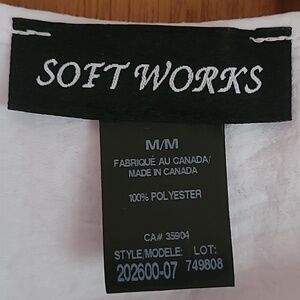 SOFT WORKS
M/M
FABRIQUÉ AU CANADA/
MADE IN CANADA
100% POLYESTER
CA# 35904
STYLE/MODELE: LOT:
202600-07 749808